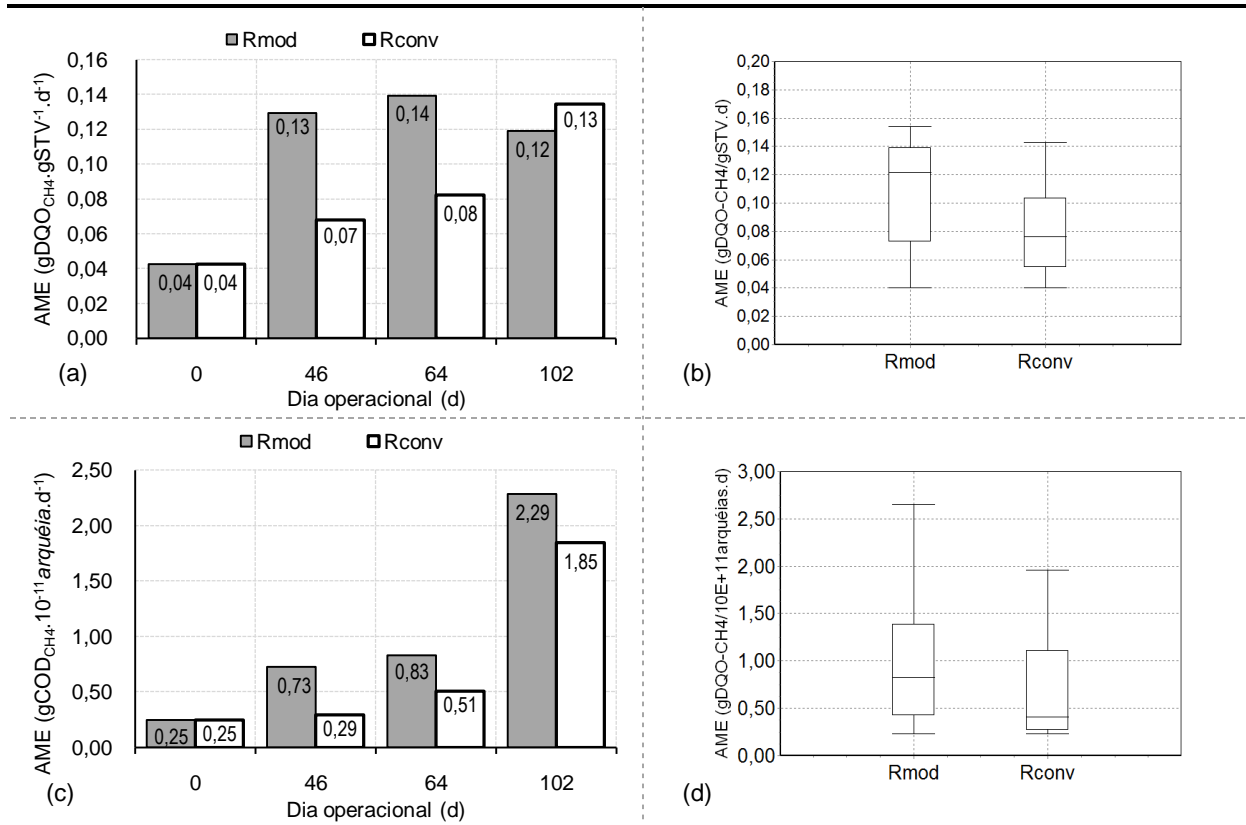 Rmod Rconv
AME (gDQO_CH4.gSTV^-1.d^-1)
0,16
0,14
0,12
0,10
0,08
0,06
0,04
0,02
0,00
0,04 0,04 0,13 0,07 0,14 0,08 0,12 0,13
0 46 64 102
Dia operacional (d)
(a)
AME (gDQO-CH4/gSTV.d)
0,20
0,18
0,16
0,14
0,12
0,10
0,08
0,06
0,04
0,02
0,00
Rmod Rconv
(b)
Rmod Rconv
AME (gCOD_CH4.10^-11 arquéia.d^-1)
2,50
2,00
1,50
1,00
0,50
0,00
0,25 0,25 0,73 0,29 0,83 0,51 2,29 1,85
0 46 64 102
Dia operacional (d)
(c)
AME (gDQO-CH4/10E+11arquéias.d)
3,00
2,50
2,00
1,50
1,00
0,50
0,00
Rmod Rconv
(d)